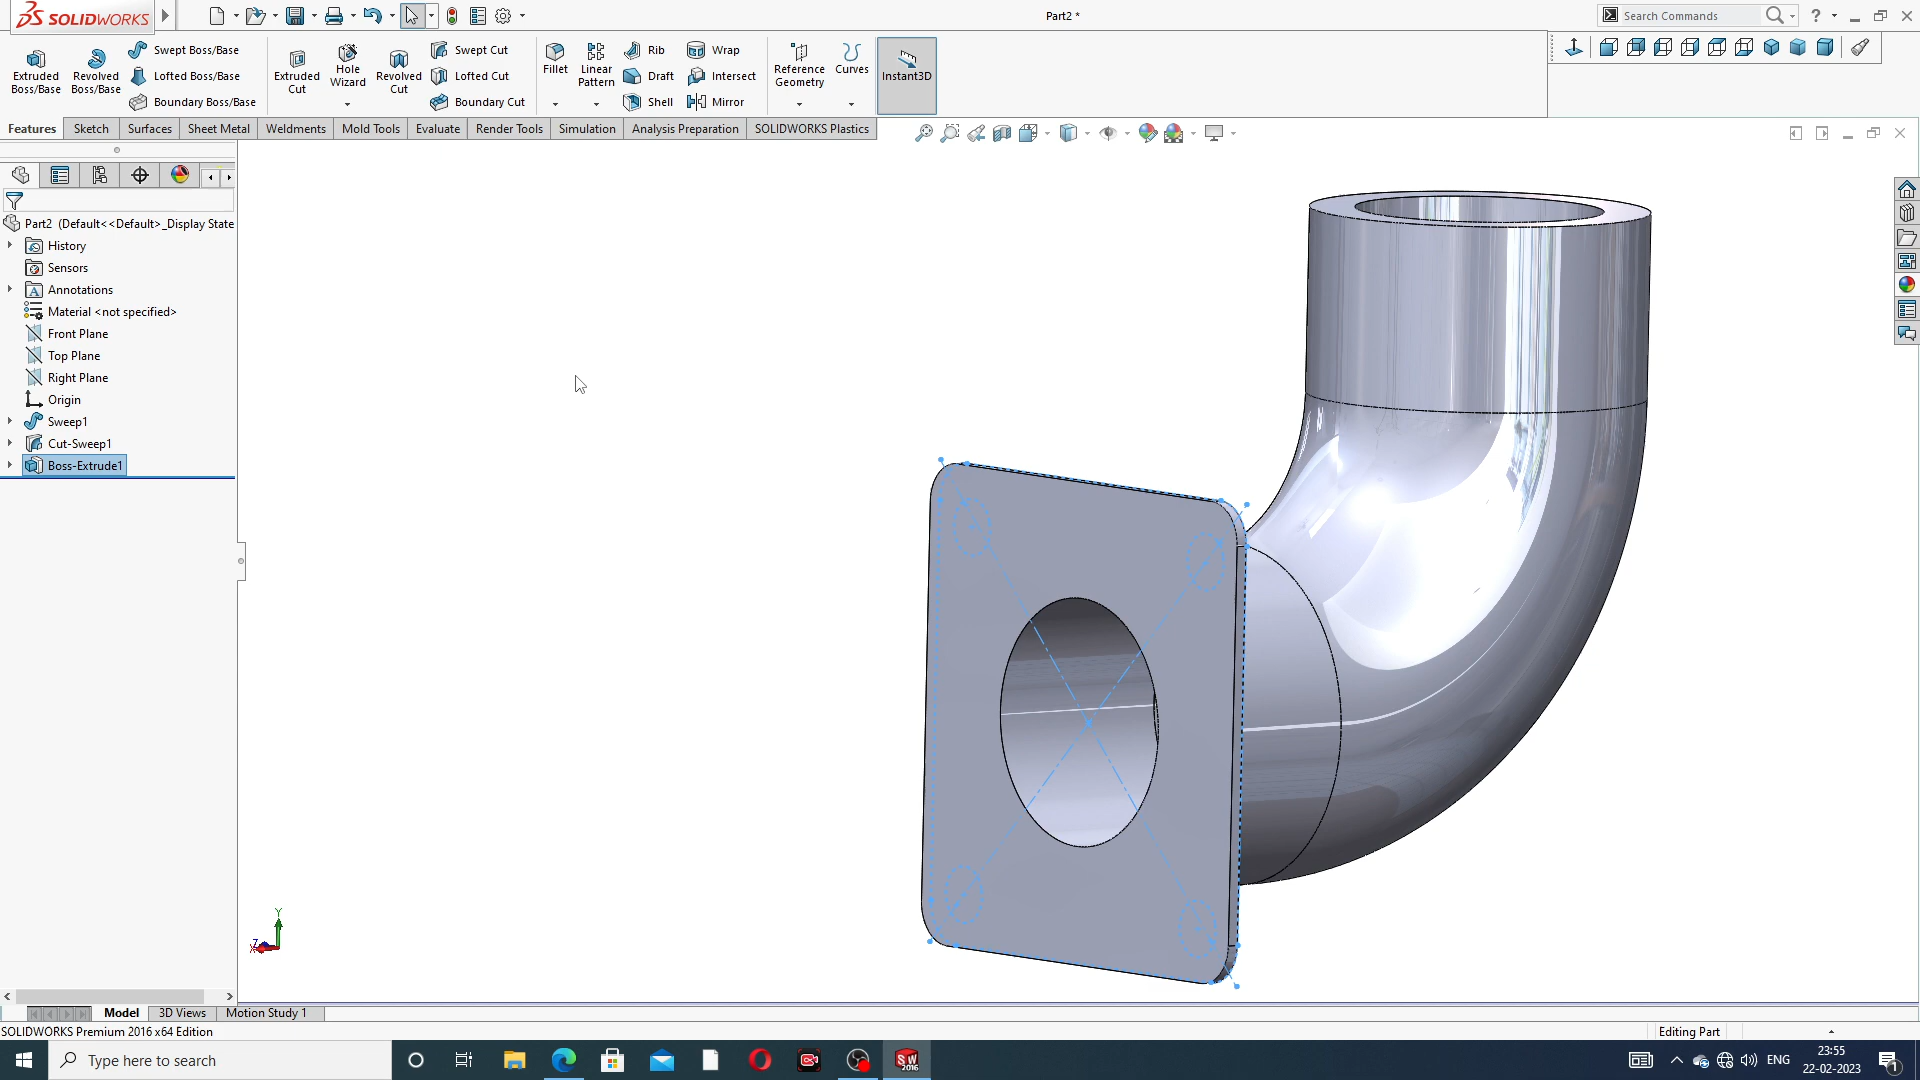 SOLIDWORKS
Part2 *
Search Commands
Extruded Boss/Base
Revolved Boss/Base
Swept Boss/Base
Lofted Boss/Base
Boundary Boss/Base
Extruded Cut
Hole Wizard
Revolved Cut
Swept Cut
Lofted Cut
Boundary Cut
Fillet
Linear Pattern
Rib
Draft
Shell
Wrap
Intersect
Mirror
Reference Geometry
Curves
Instant3D
Features
Sketch
Surfaces
Sheet Metal
Weldments
Mold Tools
Evaluate
Render Tools
Simulation
Analysis Preparation
SOLIDWORKS Plastics
Part2 (Default<<Default>_Display State
History
Sensors
Annotations
Material <not specified>
Front Plane
Top Plane
Right Plane
Origin
Sweep1
Cut-Sweep1
Boss-Extrude1
Y
Z
X
Model
3D Views
Motion Study 1
SOLIDWORKS Premium 2016 x64 Edition
Editing Part
Type here to search
SW
2016
ENG
23:55
22-02-2023
1